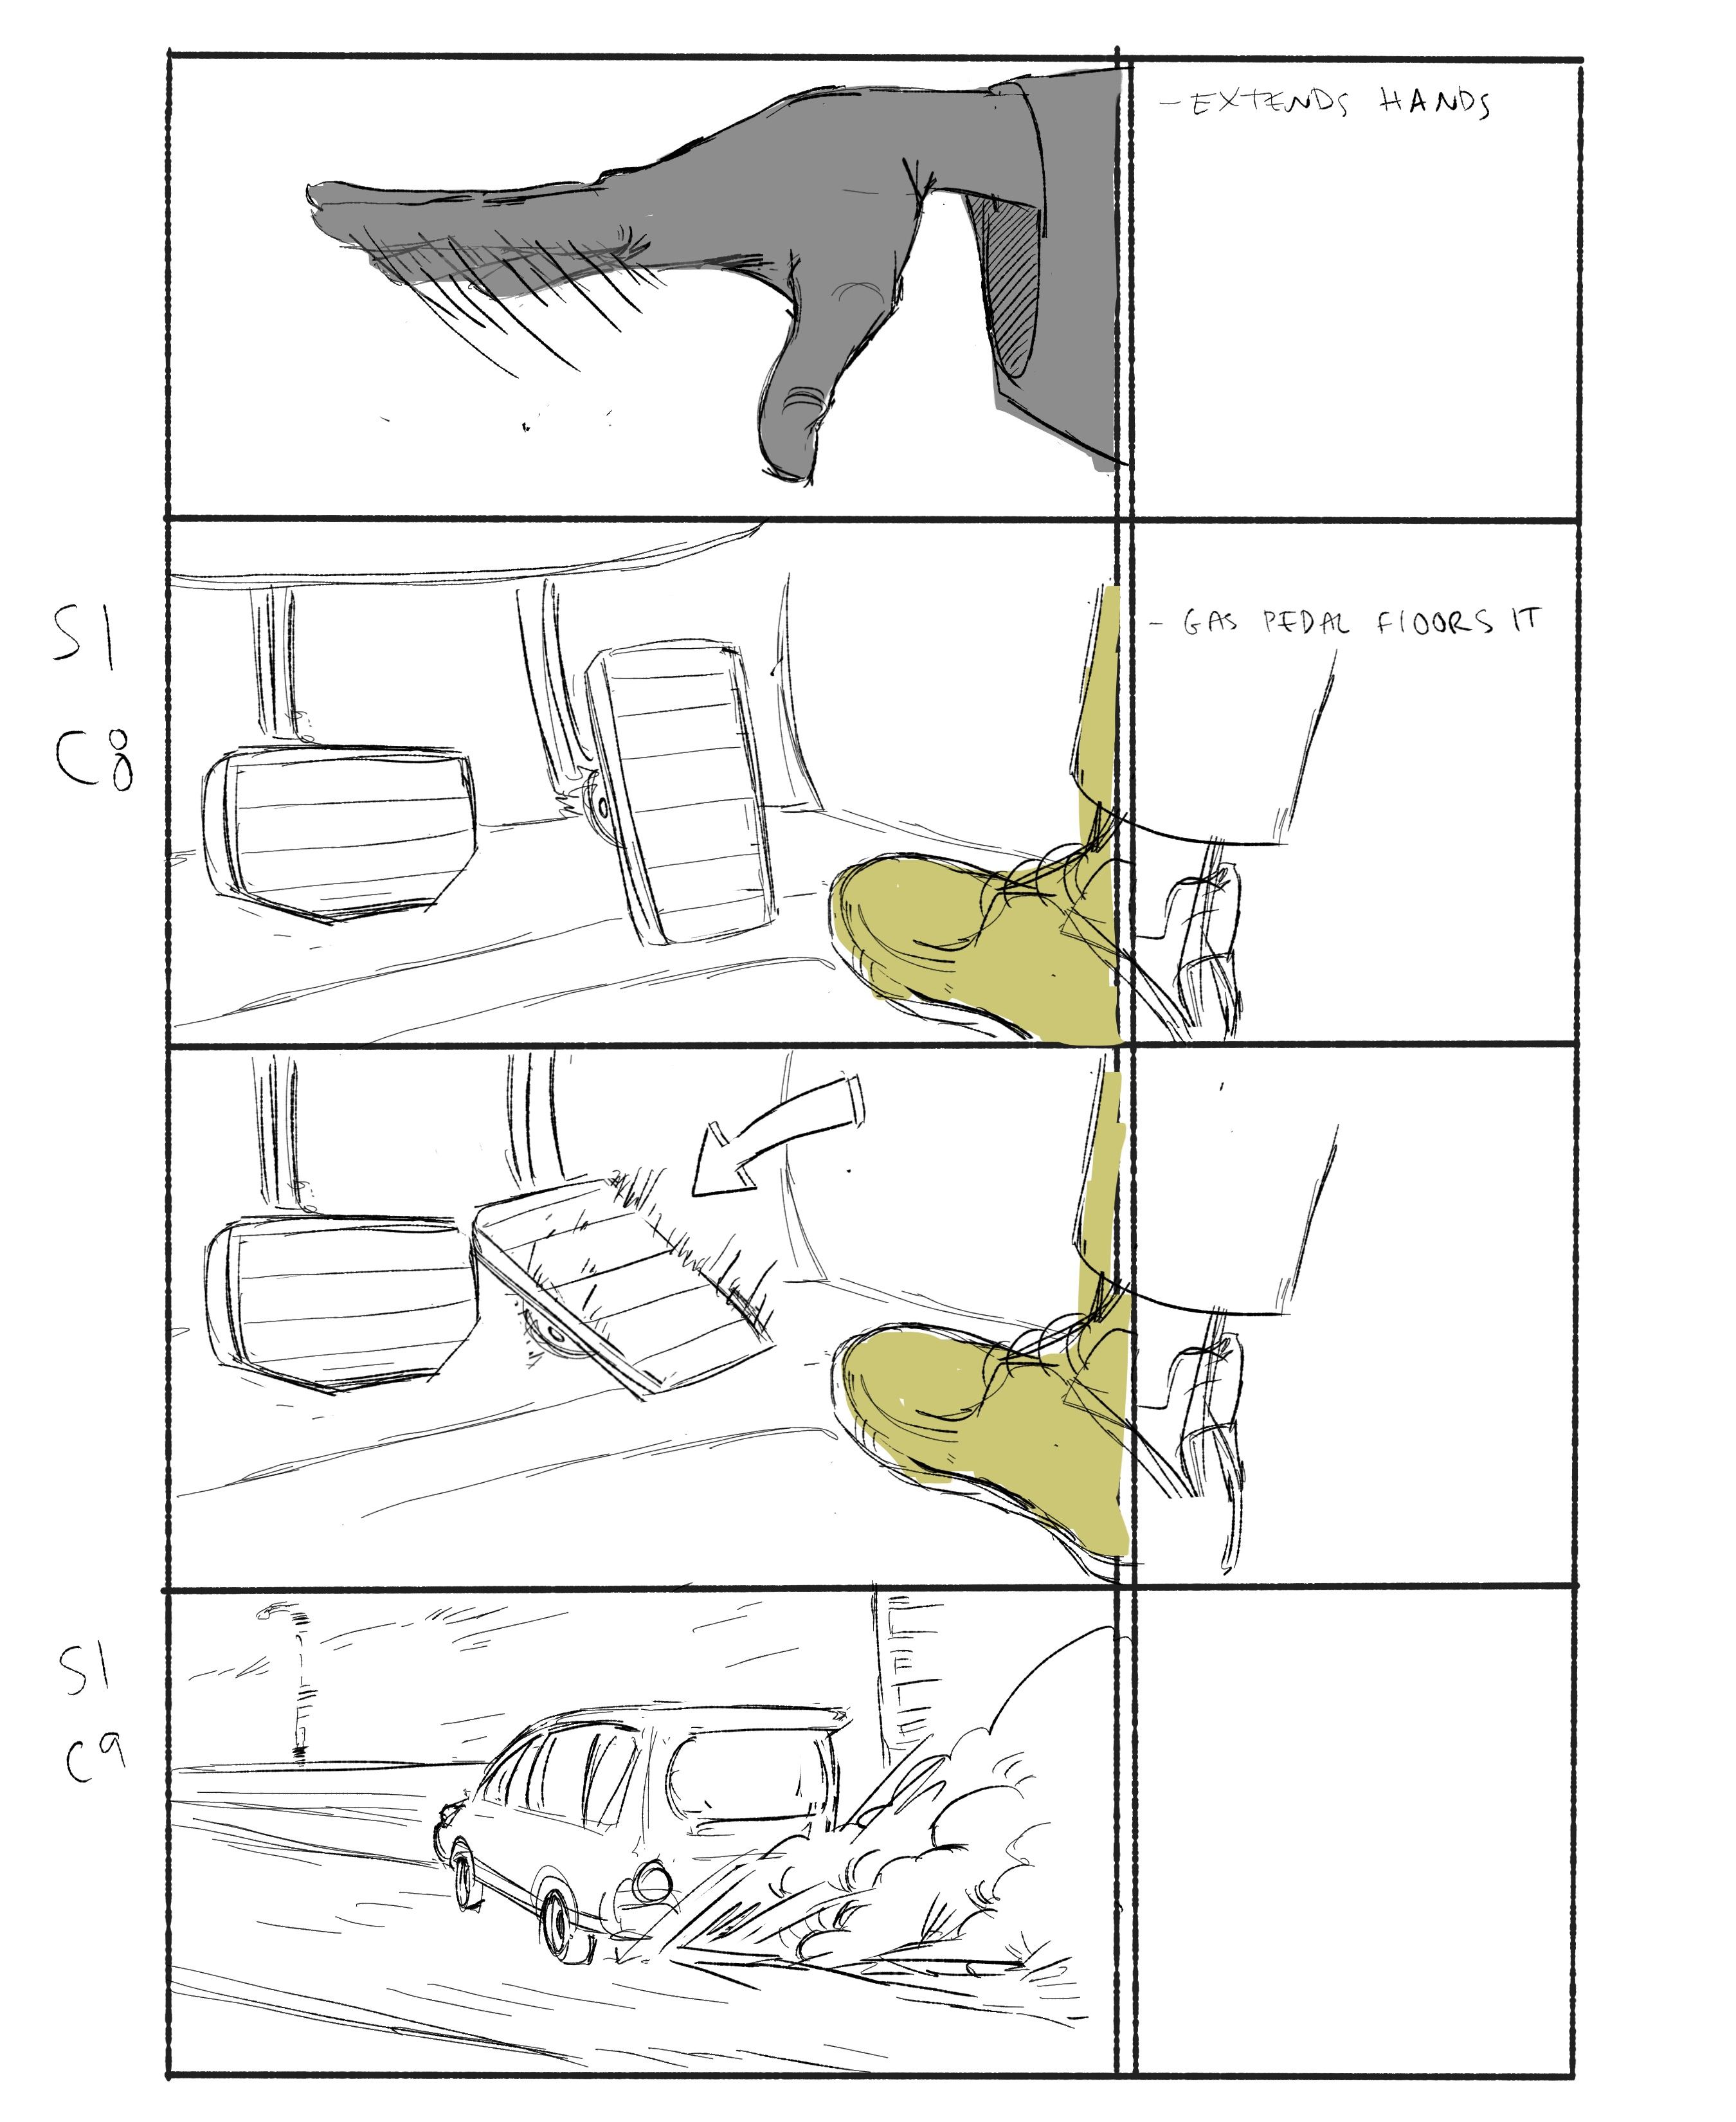 - EXTENDS HANDS
S1
C8
- GAS PEDAL FLOORS IT
S1
C9